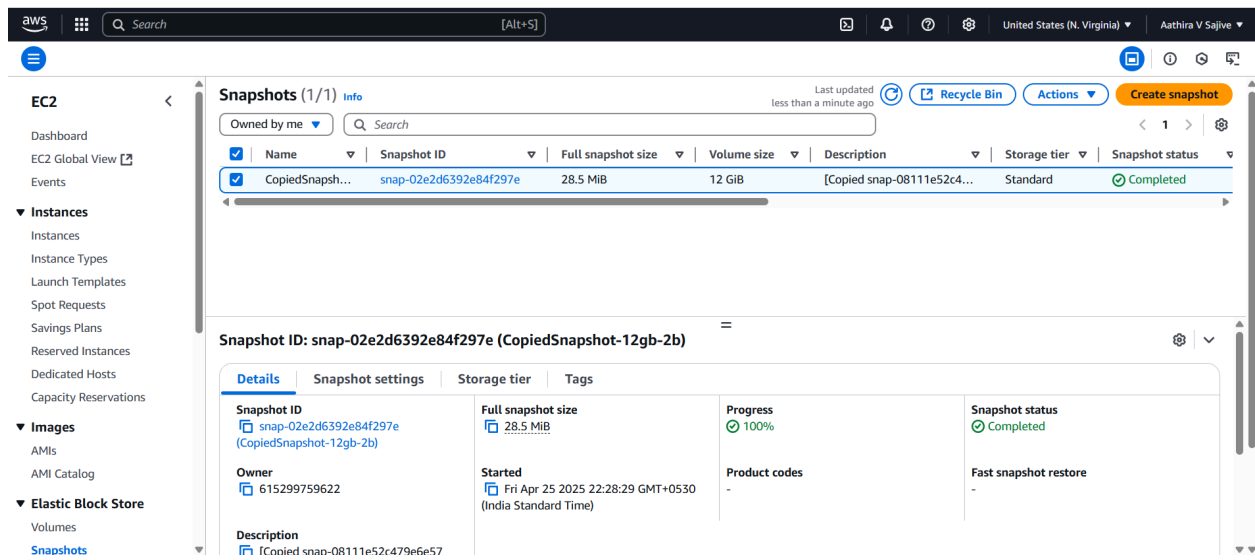 aws
Search [Alt+S]
United States (N. Virginia) Aathira V Sajive
EC2
Dashboard
EC2 Global View
Events
Instances
Instances
Instance Types
Launch Templates
Spot Requests
Savings Plans
Reserved Instances
Dedicated Hosts
Capacity Reservations
Images
AMIs
AMI Catalog
Elastic Block Store
Volumes
Snapshots
Snapshots (1/1) Info
Last updated
less than a minute ago
Recycle Bin
Actions
Create snapshot
Owned by me
Search
1
Name Snapshot ID Full snapshot size Volume size Description Storage tier Snapshot status
CopiedSnapsh... snap-02e2d6392e84f297e 28.5 MiB 12 GiB [Copied snap-08111e52c4... Standard Completed
Snapshot ID: snap-02e2d6392e84f297e (CopiedSnapshot-12gb-2b)
Details Snapshot settings Storage tier Tags
Snapshot ID
snap-02e2d6392e84f297e
(CopiedSnapshot-12gb-2b)
Full snapshot size
28.5 MiB
Progress
100%
Snapshot status
Completed
Owner
615299759622
Started
Fri Apr 25 2025 22:28:29 GMT+0530
(India Standard Time)
Product codes
-
Fast snapshot restore
-
Description
[Copied snap-08111e52c479e6e57